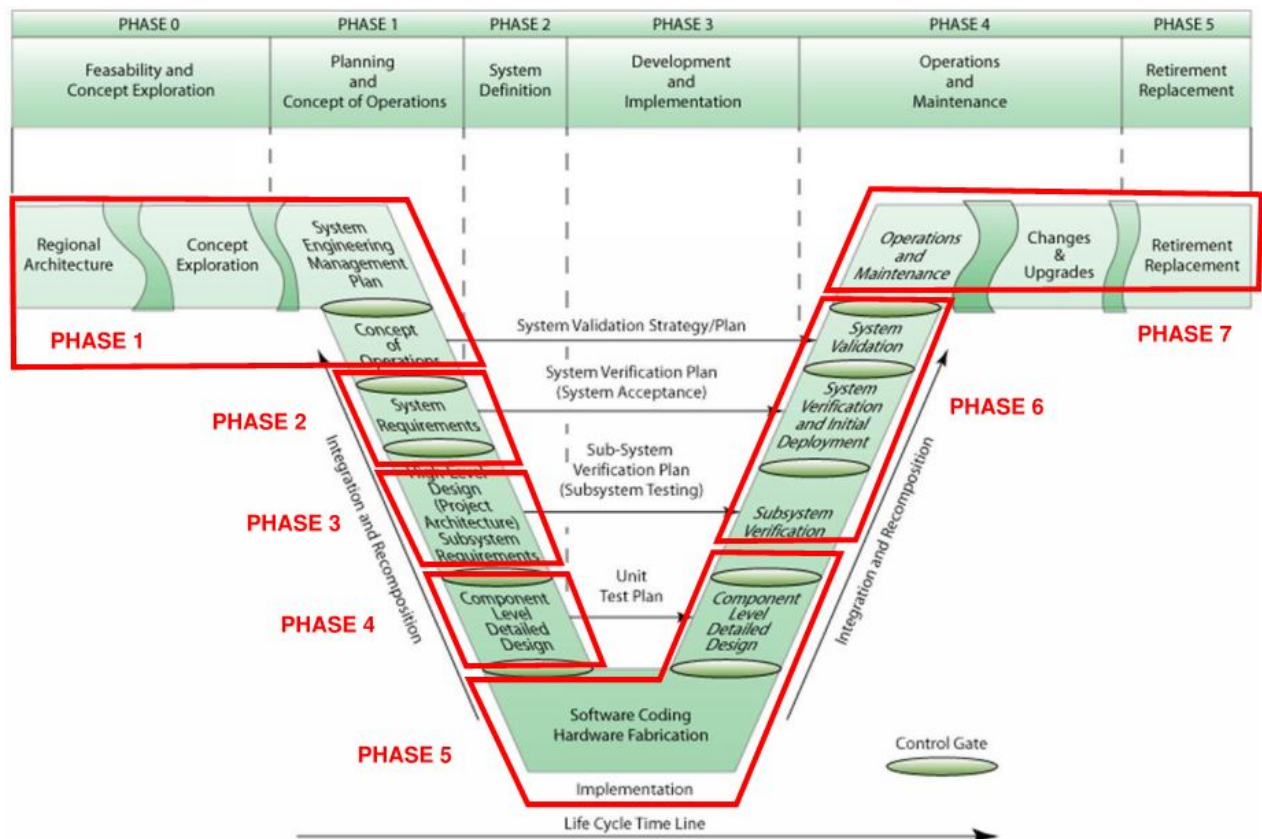 PHASE 0
PHASE 1
PHASE 2
PHASE 3
PHASE 4
PHASE 5
Feasability and
Concept Exploration
Planning
and
Concept of Operations
System
Definition
Development
and
Implementation
Operations
and
Maintenance
Retirement
Replacement
Regional
Architecture
Concept
Exploration
System
Engineering
Management
Plan
Operations
and
Maintenance
Changes
&
Upgrades
Retirement
Replacement
PHASE 1
Concept
of
Operations
System Validation Strategy/Plan
System
Validation
PHASE 7
PHASE 2
System
Requirements
System Verification Plan
(System Acceptance)
System
Verification
and Initial
Deployment
PHASE 6
PHASE 3
High Level
Design
(Project
Architecture)
Subsystem
Requirements
Sub-System
Verification Plan
(Subsystem Testing)
Subsystem
Verification
Integration and Recomposition
Integration and Recomposition
PHASE 4
Component
Level
Detailed
Design
Unit
Test Plan
Component
Level
Detailed
Design
PHASE 5
Software Coding
Hardware Fabrication
Control Gate
Implementation
Life Cycle Time Line